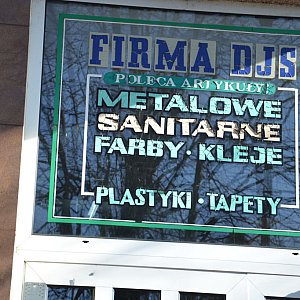 FIRMA DJS
POLECA ARTYKUŁY:
METALOWE
SANITARNE
FARBY · KLEJE
PLASTYKI · TAPETY